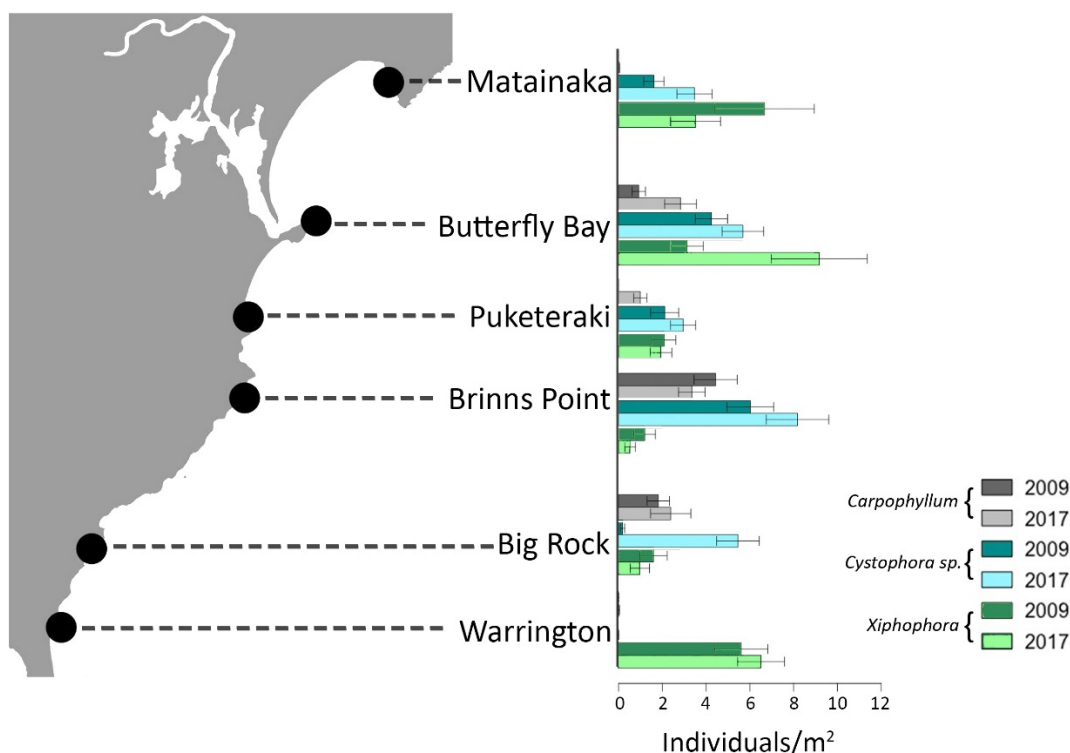 Matainaka
Butterfly Bay
Puketeraki
Brinns Point
Big Rock
Warrington
Carpophyllum { 2009
2017
Cystophora sp. { 2009
2017
Xiphophora { 2009
2017
0 2 4 6 8 10 12
Individuals/m²